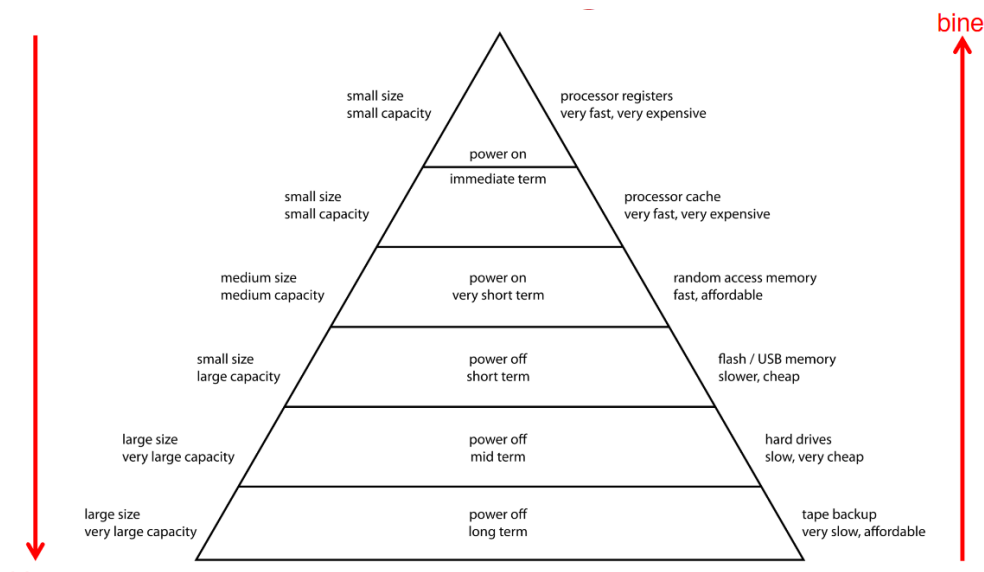 bine
small size
small capacity
processor registers
very fast, very expensive
power on
immediate term
small size
small capacity
processor cache
very fast, very expensive
medium size
medium capacity
power on
very short term
random access memory
fast, affordable
small size
large capacity
power off
short term
flash / USB memory
slower, cheap
large size
very large capacity
power off
mid term
hard drives
slow, very cheap
large size
very large capacity
power off
long term
tape backup
very slow, affordable